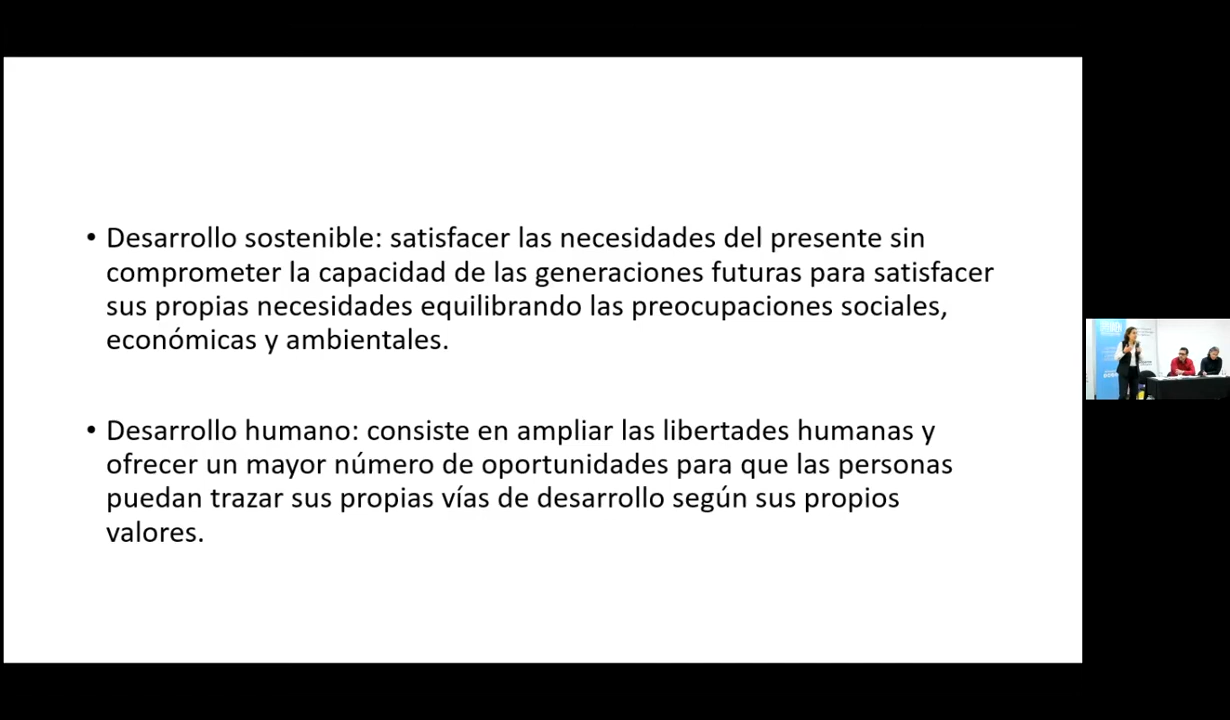 • Desarrollo sostenible: satisfacer las necesidades del presente sin
comprometer la capacidad de las generaciones futuras para satisfacer
sus propias necesidades equilibrando las preocupaciones sociales,
económicas y ambientales.
• Desarrollo humano: consiste en ampliar las libertades humanas y
ofrecer un mayor número de oportunidades para que las personas
puedan trazar sus propias vías de desarrollo según sus propios
valores.